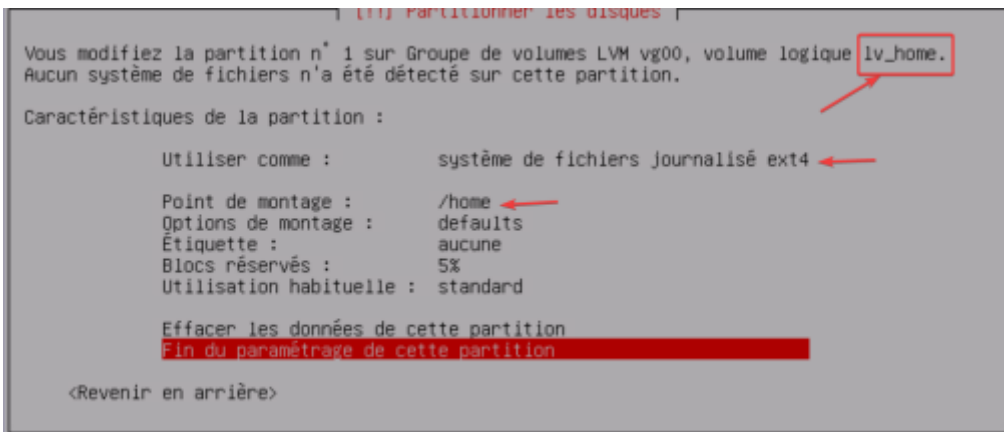 [!!] Partitionner les disques
Vous modifiez la partition n° 1 sur Groupe de volumes LVM vg00, volume logique lv_home.
Aucun système de fichiers n'a été détecté sur cette partition.
Caractéristiques de la partition :
Utiliser comme : système de fichiers journalisé ext4
Point de montage : /home
Options de montage : defaults
Étiquette : aucune
Blocs réservés : 5%
Utilisation habituelle : standard
Effacer les données de cette partition
Fin du paramétrage de cette partition
<Revenir en arrière>